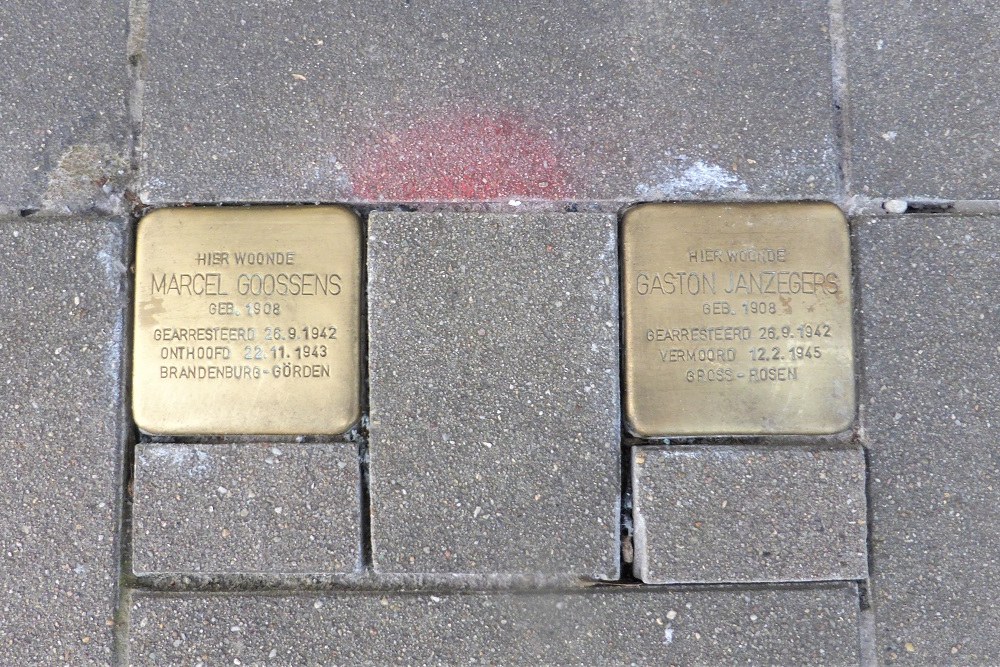 HIER WOONDE
MARCEL GOOSSENS
GEB. 1908
GEARRESTEERD 26.9.1942
ONTHOOFD 22.11.1943
BRANDENBURG-GÖRDEN
HIER WOONDE
GASTON JANZEGERS
GEB. 1908
GEARRESTEERD 26.9.1942
VERMOORD 12.2.1945
GROSS-ROSEN